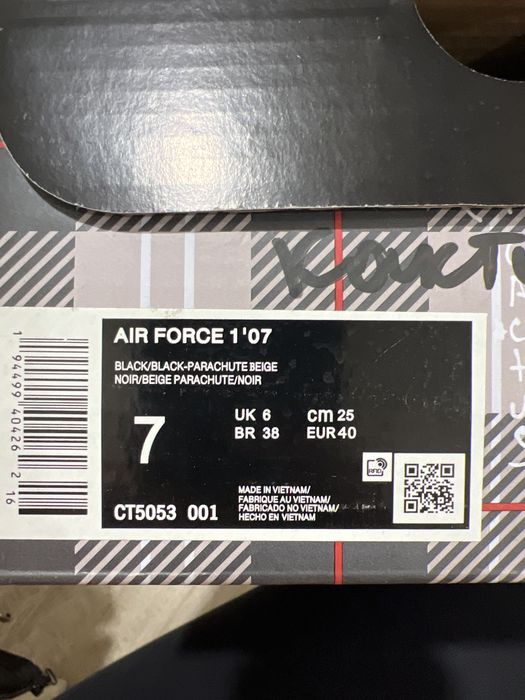 AIR FORCE 1'07
BLACK/BLACK-PARACHUTE BEIGE
NOIR/BEIGE PARACHUTE/NOIR
7
UK 6 cm 25
BR 38 EUR 40
RFID
MADE IN VIETNAM/
FABRIQUE AU VIETNAM/
FABRICADO NO VIETNAM/
HECHO EN VIETNAM
CT5053 001
1 94499 40426 2 16